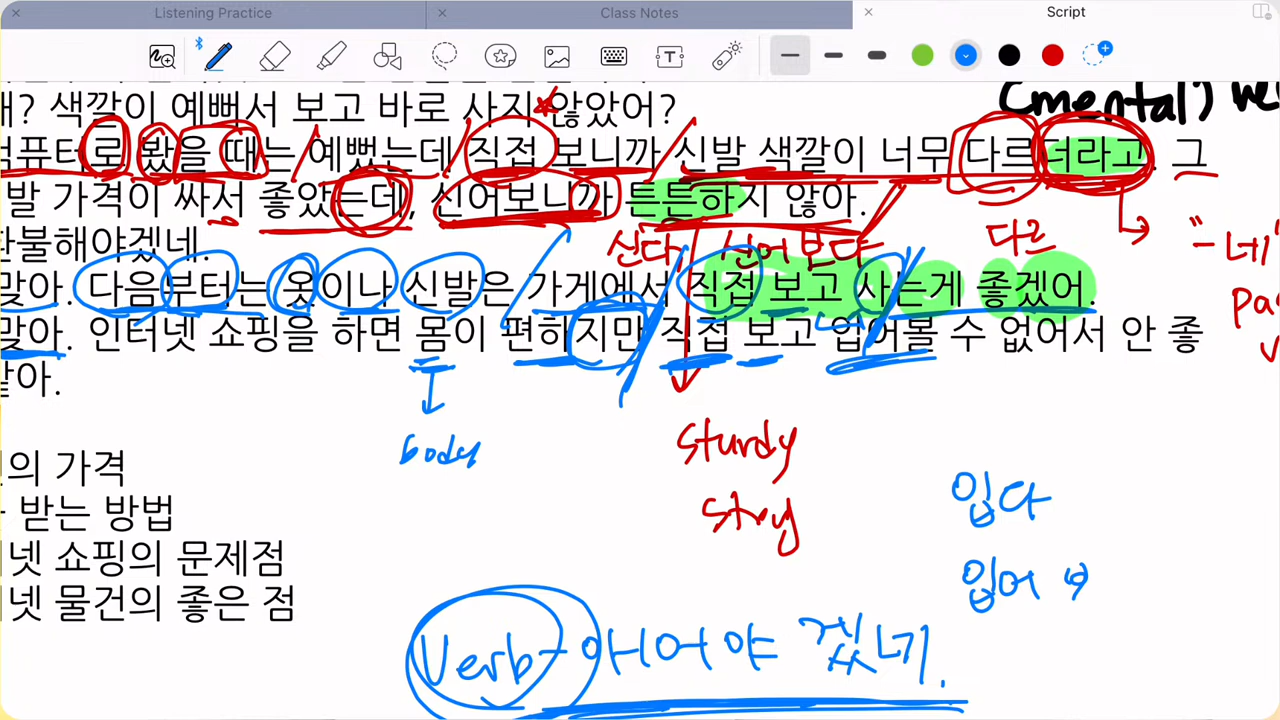 Listening Practice
Class Notes
Script
해? 색깔이 예뻐서 보고 바로 사지 않았어?
(mental)
컴퓨터로 봤을 때는 예뻤는데 직접 보니까 신발 색깔이 너무 다르더라고. 그
발 가격이 싸서 좋았는데, 신어보니까 튼튼하지 않아.
신다 신어 보다
다르
"-네"
환불해야겠네.
맞아. 다음부터는 옷이나 신발은 가게에서 직접 보고 사는게 좋겠어.
맞아. 인터넷 쇼핑을 하면 몸이 편하지만 직접 보고 입어볼 수 없어서 안 좋
같아.
body
sturdy
입다
입어
의 가격
받는 방법
넷 쇼핑의 문제점
넷 물건의 좋은 점
Verb-아/어야 겠네.